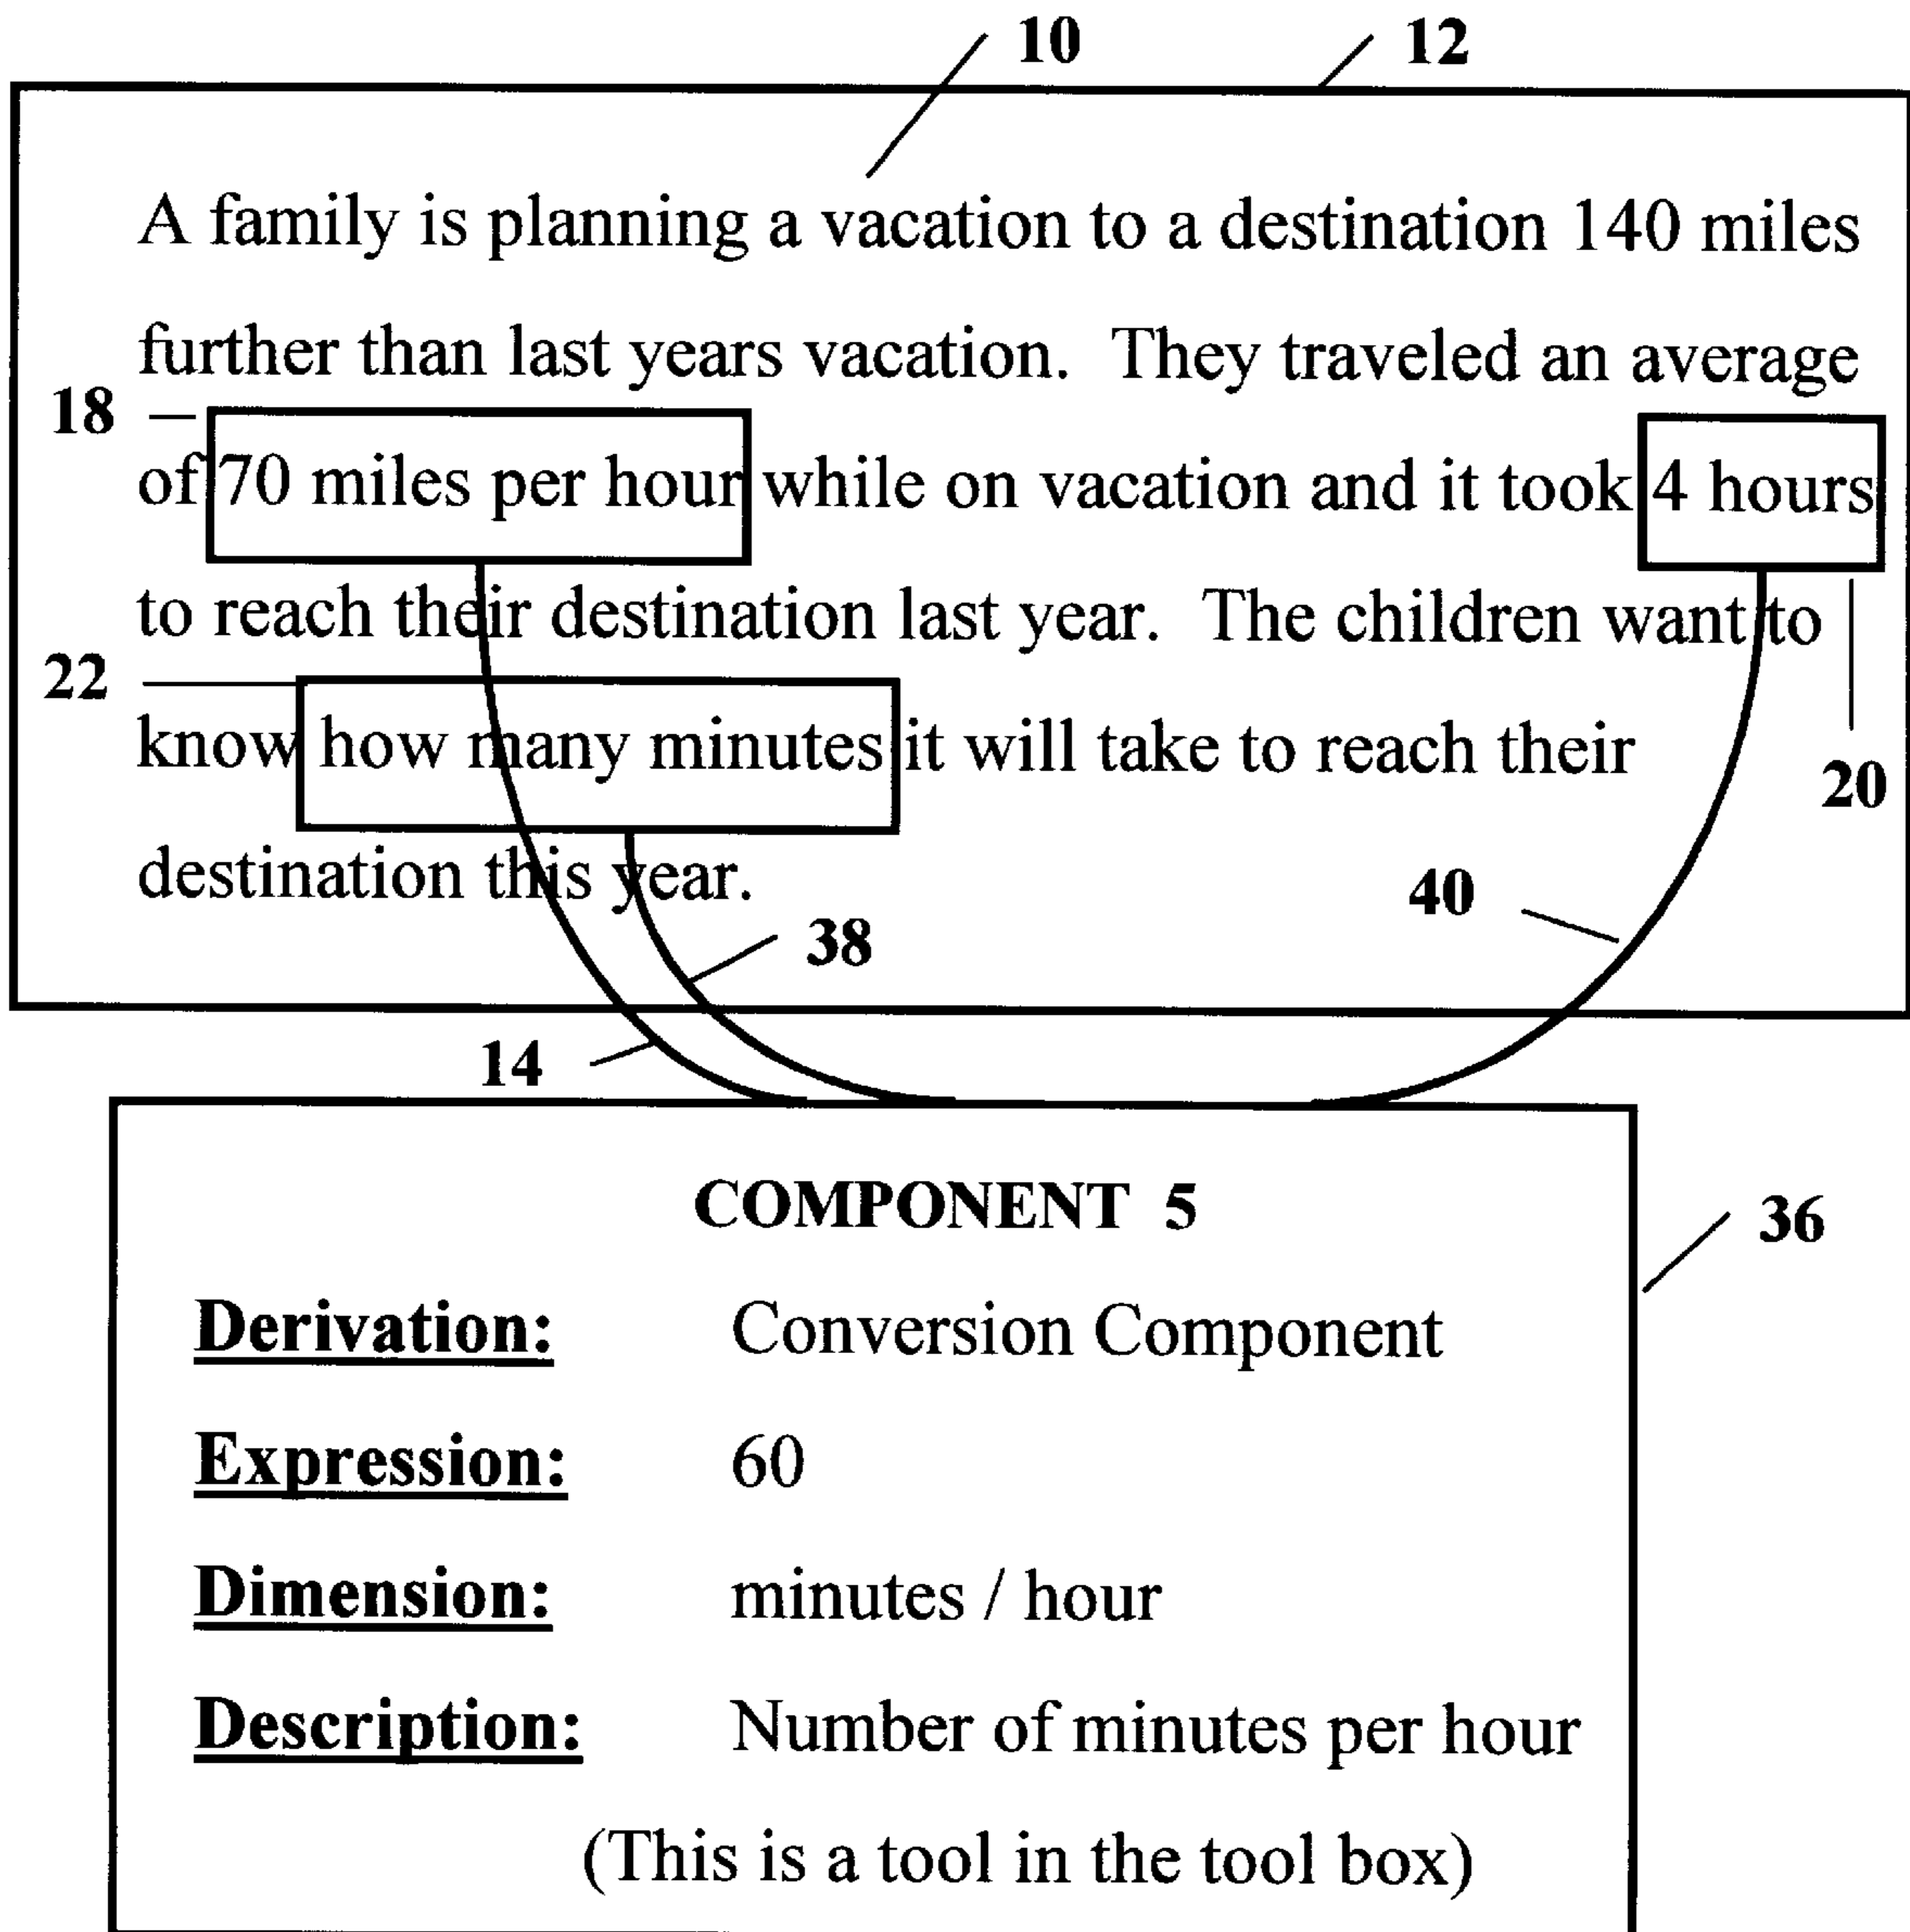 10
12
A family is planning a vacation to a destination 140 miles
further than last years vacation. They traveled an average
18
of 70 miles per hour while on vacation and it took 4 hours
to reach their destination last year. The children want to
22
know how many minutes it will take to reach their
20
destination this year.
40
38
14
COMPONENT 5
36
Derivation: Conversion Component
Expression: 60
Dimension: minutes / hour
Description: Number of minutes per hour
(This is a tool in the tool box)